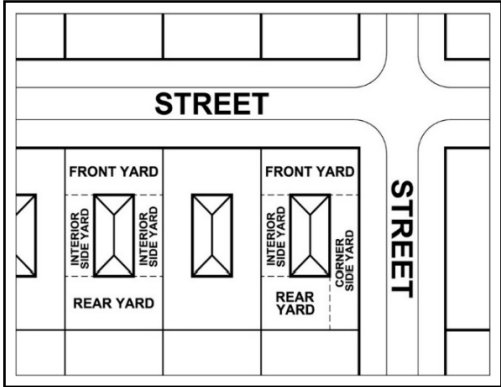 STREET
FRONT YARD
FRONT YARD
INTERIOR
SIDE YARD
INTERIOR
SIDE YARD
INTERIOR
SIDE YARD
CORNER
SIDE YARD
STREET
REAR YARD
REAR
YARD